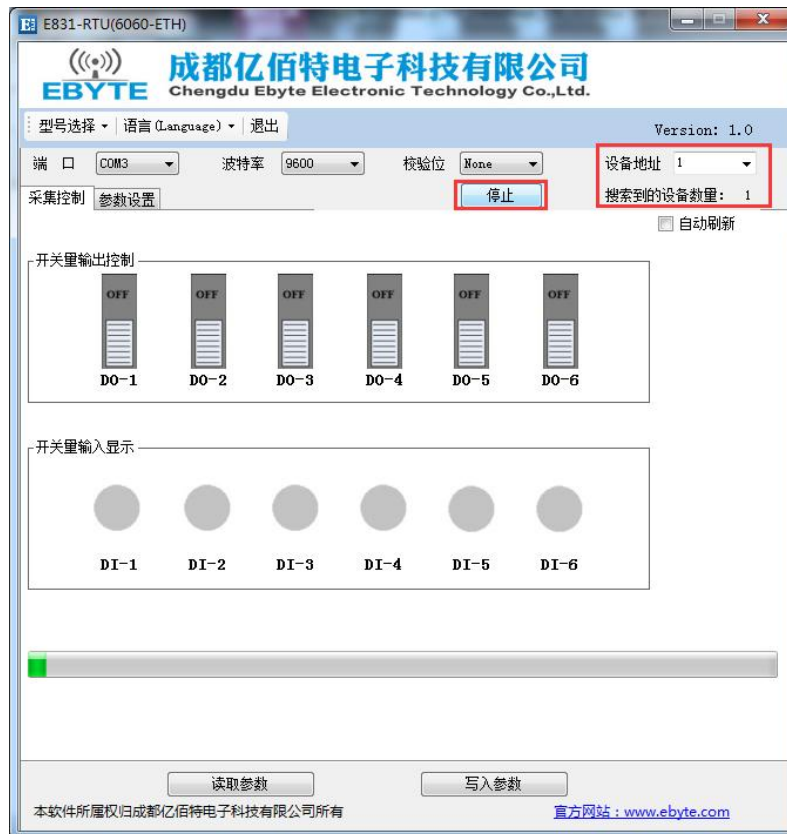 E831-RTU(6060-ETH)
EBYTE 成都亿佰特电子科技有限公司
Chengdu Ebyte Electronic Technology Co.,Ltd.
型号选择 语言(Language) 退出
Version: 1.0
端 口 COM3 波特率 9600 校验位 None 设备地址 1
采集控制 参数设置 停止 搜索到的设备数量: 1
自动刷新
开关量输出控制
OFF OFF OFF OFF OFF OFF
DO-1 DO-2 DO-3 DO-4 DO-5 DO-6
开关量输入显示
DI-1 DI-2 DI-3 DI-4 DI-5 DI-6
读取参数 写入参数
本软件所属权归成都亿佰特电子科技有限公司所有 官方网站：www.ebyte.com